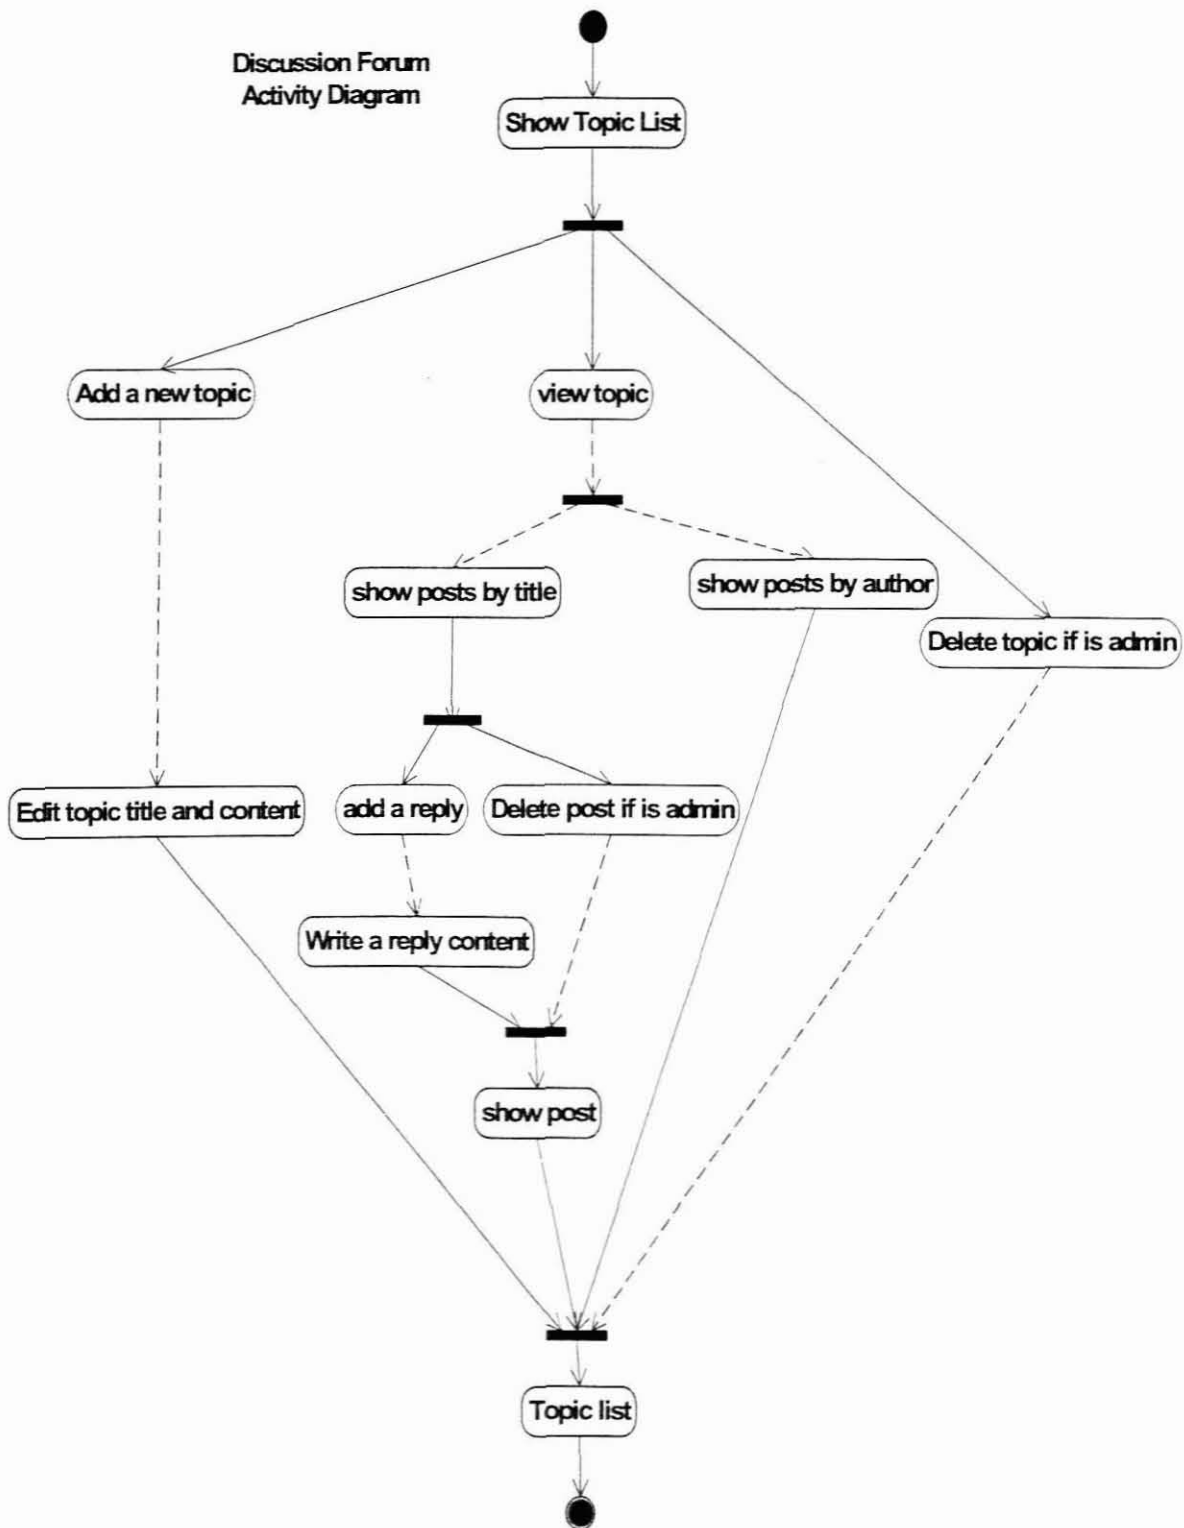 Discussion Forum
Activity Diagram
Show Topic List
Add a new topic
view topic
show posts by title
show posts by author
Delete topic if is admin
Edit topic title and content
add a reply
Delete post if is admin
Write a reply content
show post
Topic list